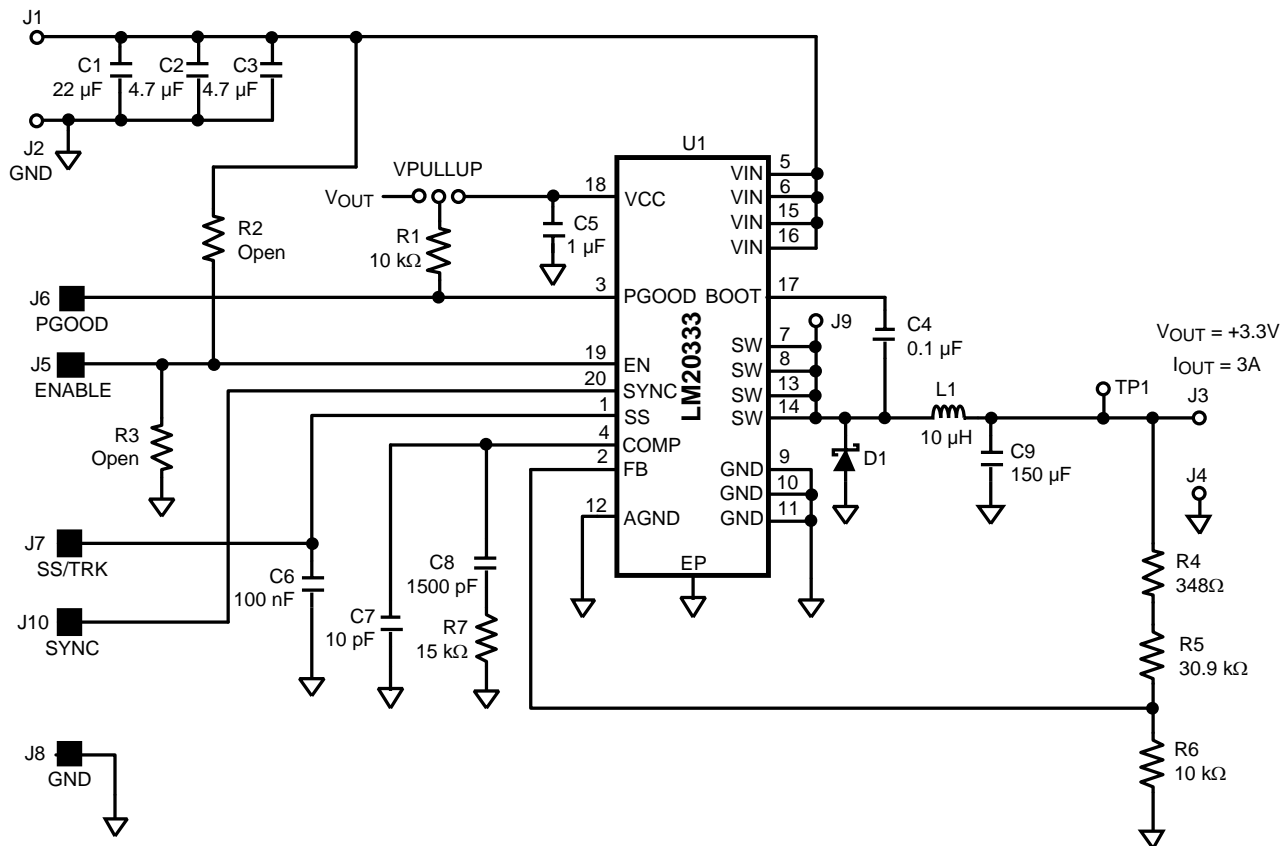 J1
C1
22 µF
C2
4.7 µF
C3
4.7 µF
J2
GND
U1
VPULLUP
VOUT
18
VCC
R1
10 kΩ
C5
1 µF
R2
Open
J6
PGOOD
3
PGOOD
J5
ENABLE
19
EN
20
SYNC
1
SS
4
COMP
2
FB
12
AGND
R3
Open
LM20333
EP
VIN
5
VIN
6
VIN
15
VIN
16
BOOT
17
SW
7
SW
8
SW
13
SW
14
GND
9
GND
10
GND
11
J9
C4
0.1 µF
L1
10 µH
D1
C9
150 µF
TP1
VOUT = +3.3V
IOUT = 3A
J3
J4
R4
348Ω
R5
30.9 kΩ
R6
10 kΩ
J7
SS/TRK
C6
100 nF
J10
SYNC
C7
10 pF
C8
1500 pF
R7
15 kΩ
J8
GND